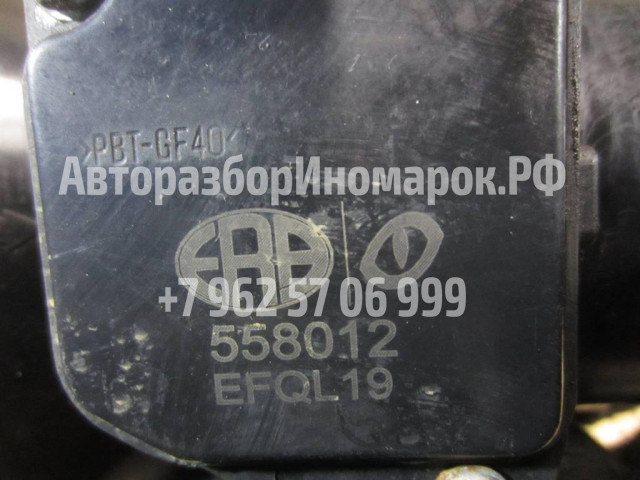 >PBT-GF40<
АвторазборИномарок.РФ
ERA
+7 962 57 06 999
558012
EFQL19